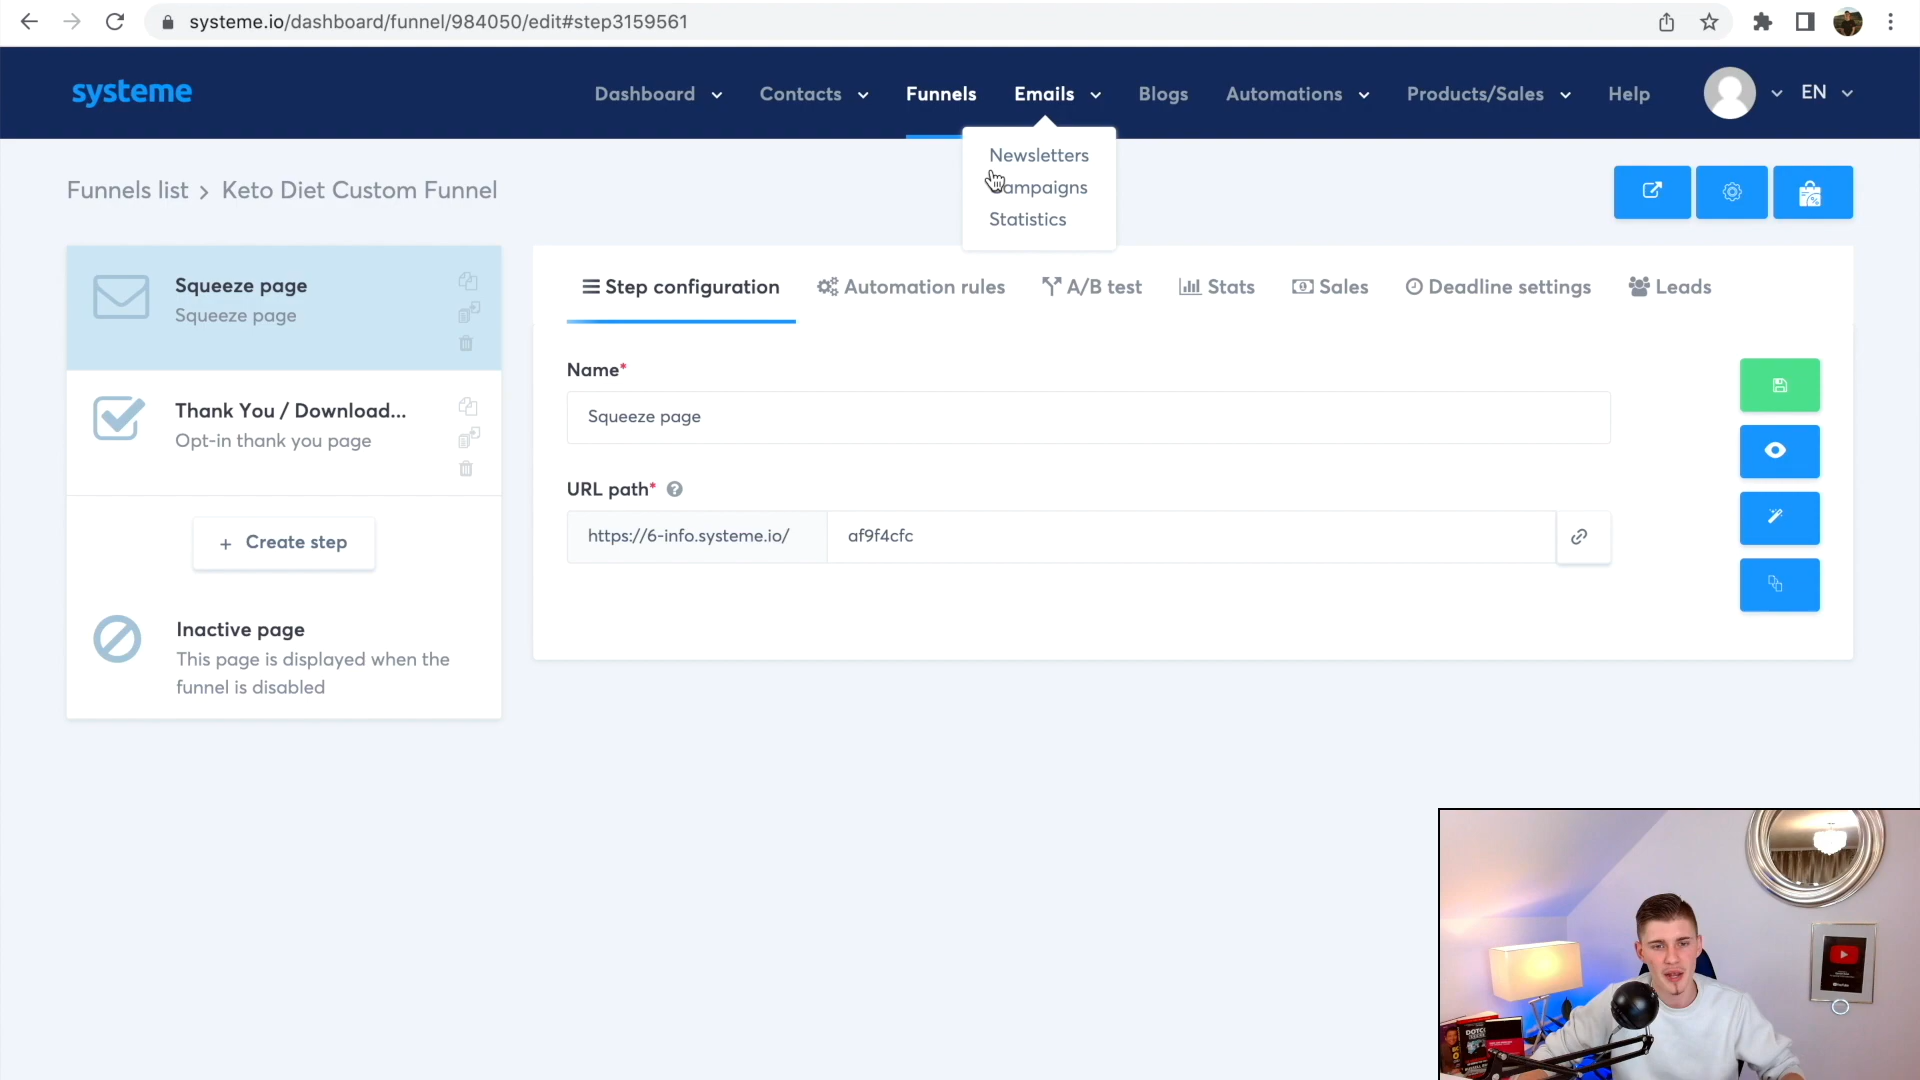 systeme.io/dashboard/funnel/984050/edit#step3159561
systeme
Dashboard
Contacts
Funnels
Emails
Blogs
Automations
Products/Sales
Help
EN
Newsletters
ampaigns
Statistics
Funnels list > Keto Diet Custom Funnel
Squeeze page
Squeeze page
Thank You / Download...
Opt-in thank you page
+ Create step
Inactive page
This page is displayed when the
funnel is disabled
Step configuration
Automation rules
A/B test
Stats
Sales
Deadline settings
Leads
Name*
Squeeze page
URL path*
https://6-info.systeme.io/
af9f4cfc